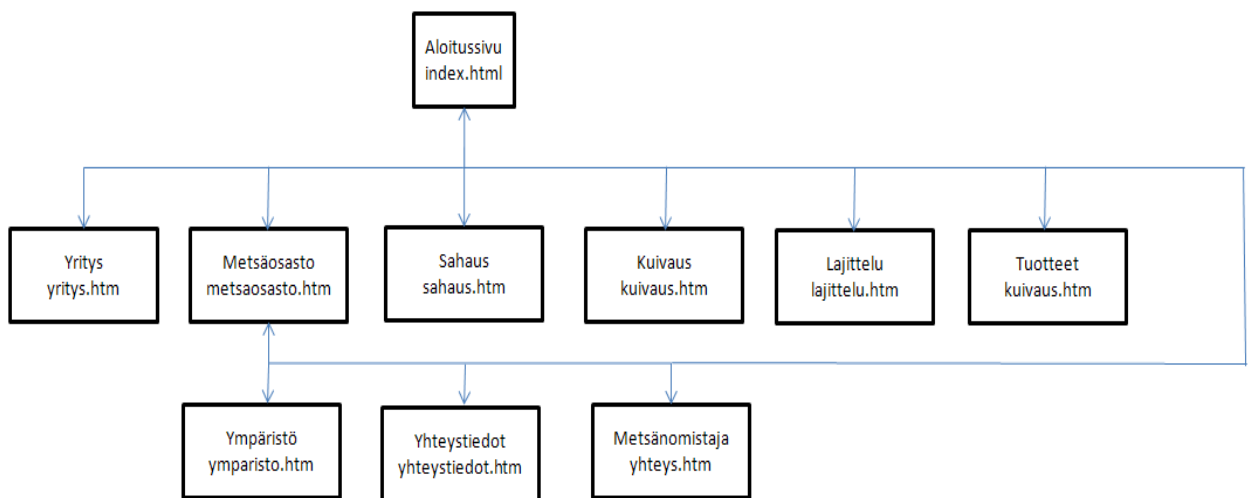 Aloitussivu
index.html
Yritys
yritys.htm
Metsäosasto
metsaosasto.htm
Sahaus
sahaus.htm
Kuivaus
kuivaus.htm
Lajittelu
lajittelu.htm
Tuotteet
kuivaus.htm
Ympäristö
ymparisto.htm
Yhteystiedot
yhteystiedot.htm
Metsänomistaja
yhteys.htm